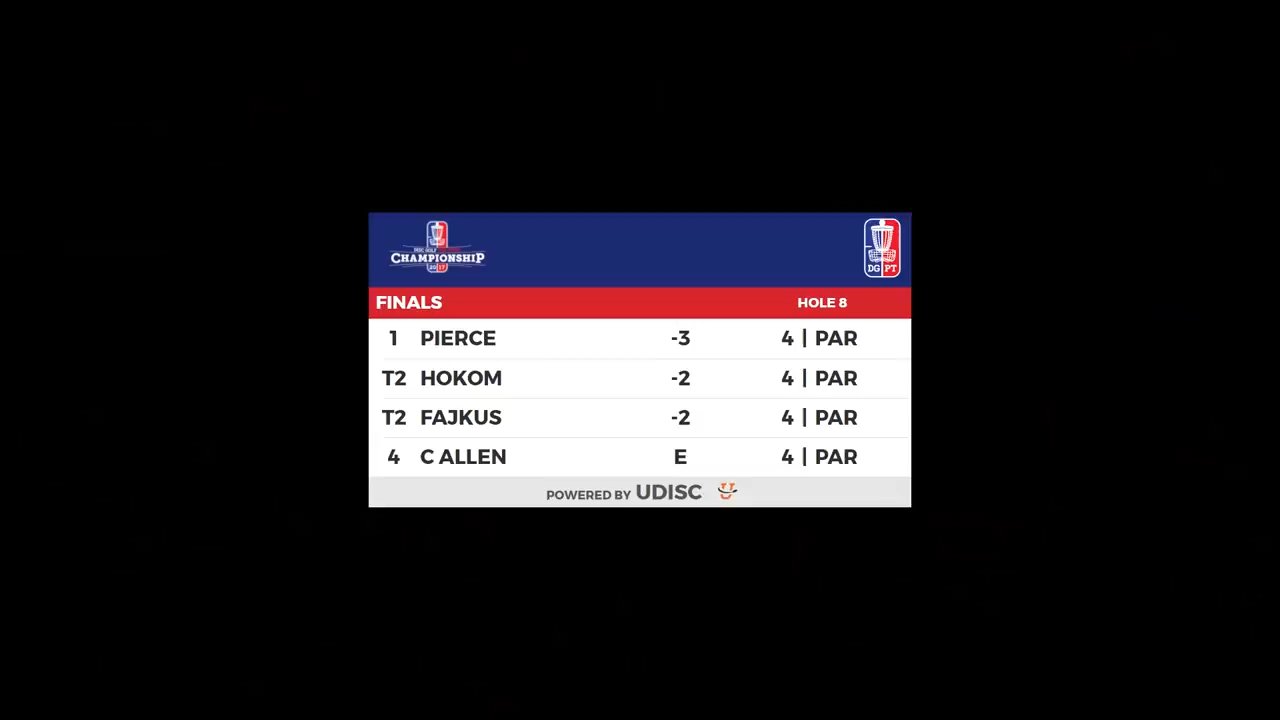 DISC GOLF
CHAMPIONSHIP
2017
DG PT
FINALS HOLE 8
1 PIERCE -3 4 | PAR
T2 HOKOM -2 4 | PAR
T2 FAJKUS -2 4 | PAR
4 C ALLEN E 4 | PAR
POWERED BY UDISC